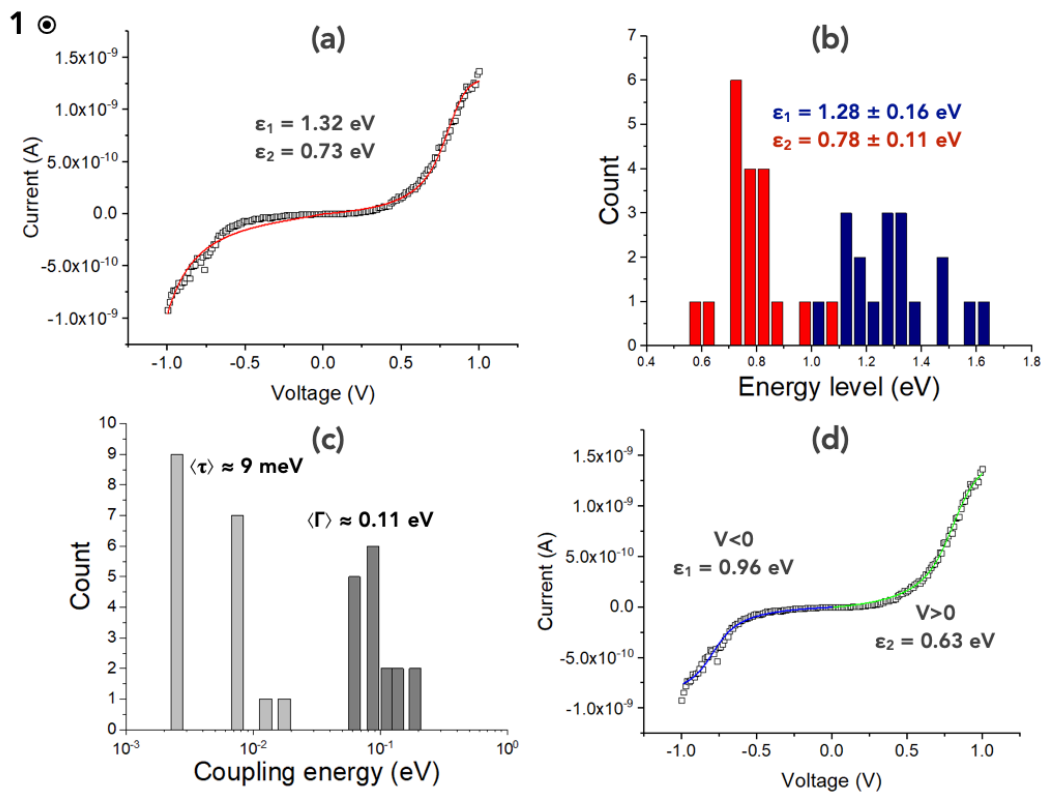 1 ⊙
(a)
1.5x10⁻⁹
1.0x10⁻⁹
5.0x10⁻¹⁰
0.0
-5.0x10⁻¹⁰
-1.0x10⁻⁹
Current (A)
ε₁ = 1.32 eV
ε₂ = 0.73 eV
-1.0 -0.5 0.0 0.5 1.0
Voltage (V)
(b)
7
6
5
4
3
2
1
0
Count
ε₁ = 1.28 ± 0.16 eV
ε₂ = 0.78 ± 0.11 eV
0.4 0.6 0.8 1.0 1.2 1.4 1.6 1.8
Energy level (eV)
(c)
10
9
8
7
6
5
4
3
2
1
0
Count
⟨τ⟩ ≈ 9 meV
⟨Γ⟩ ≈ 0.11 eV
10⁻³ 10⁻² 10⁻¹ 10⁰
Coupling energy (eV)
(d)
1.5x10⁻⁹
1.0x10⁻⁹
5.0x10⁻¹⁰
0.0
-5.0x10⁻¹⁰
-1.0x10⁻⁹
Current (A)
V<0
ε₁ = 0.96 eV
V>0
ε₂ = 0.63 eV
-1.0 -0.5 0.0 0.5 1.0
Voltage (V)